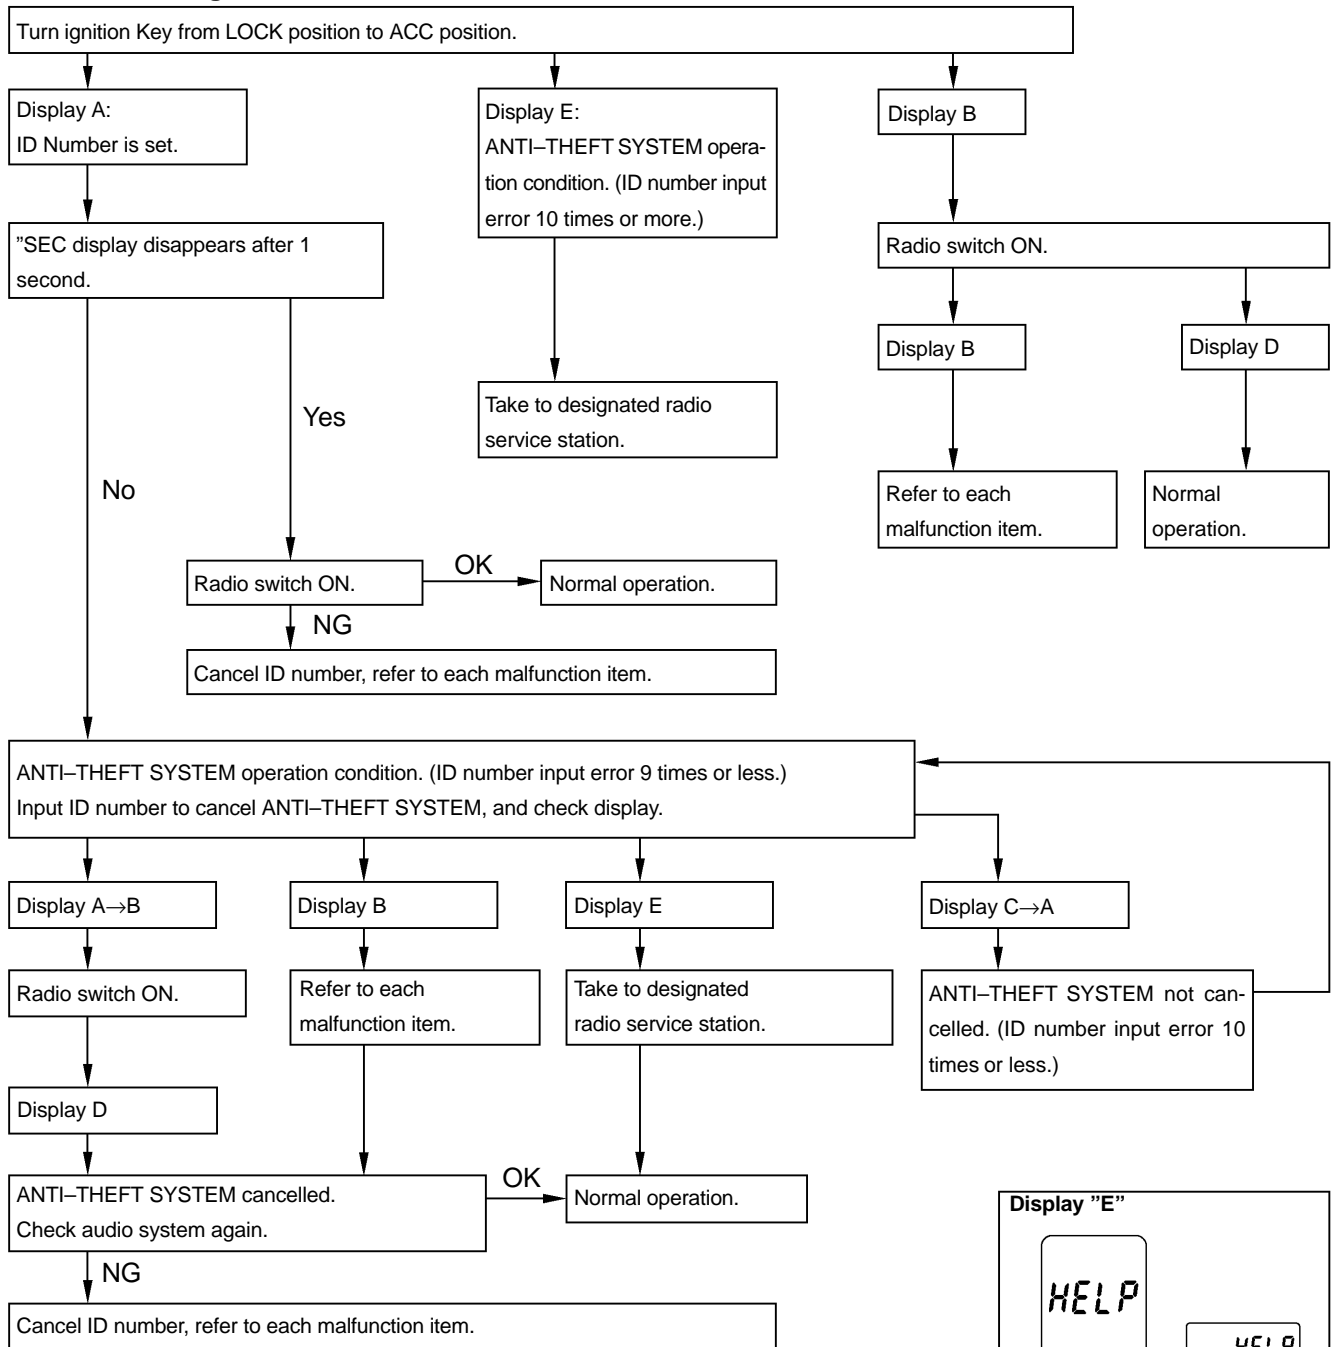 Turn ignition Key from LOCK position to ACC position.
Display A:
ID Number is set.
Display E:
ANTI–THEFT SYSTEM opera-
tion condition. (ID number input
error 10 times or more.)
Display B
"SEC display disappears after 1
second.
Radio switch ON.
Display B
Display D
Take to designated radio
service station.
Yes
No
Refer to each
malfunction item.
Normal
operation.
Radio switch ON.
OK
Normal operation.
NG
Cancel ID number, refer to each malfunction item.
ANTI–THEFT SYSTEM operation condition. (ID number input error 9 times or less.)
Input ID number to cancel ANTI–THEFT SYSTEM, and check display.
Display A→B
Display B
Display E
Display C→A
Radio switch ON.
Refer to each
malfunction item.
Take to designated
radio service station.
ANTI–THEFT SYSTEM not can-
celled. (ID number input error 10
times or less.)
Display D
ANTI–THEFT SYSTEM cancelled.
Check audio system again.
OK
Normal operation.
NG
Cancel ID number, refer to each malfunction item.
Display "E"
HELP
HELP